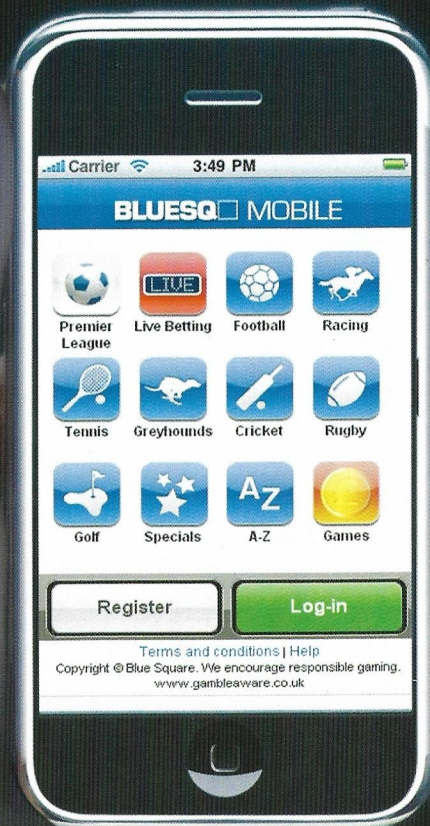 Carrier 3:49 PM
BLUESQ□ MOBILE
Premier League Live Betting Football Racing
Tennis Greyhounds Cricket Rugby
Golf Specials A-Z Games
LIVE
A Z
Register Log-in
Terms and conditions | Help
Copyright © Blue Square. We encourage responsible gaming.
www.gambleaware.co.uk